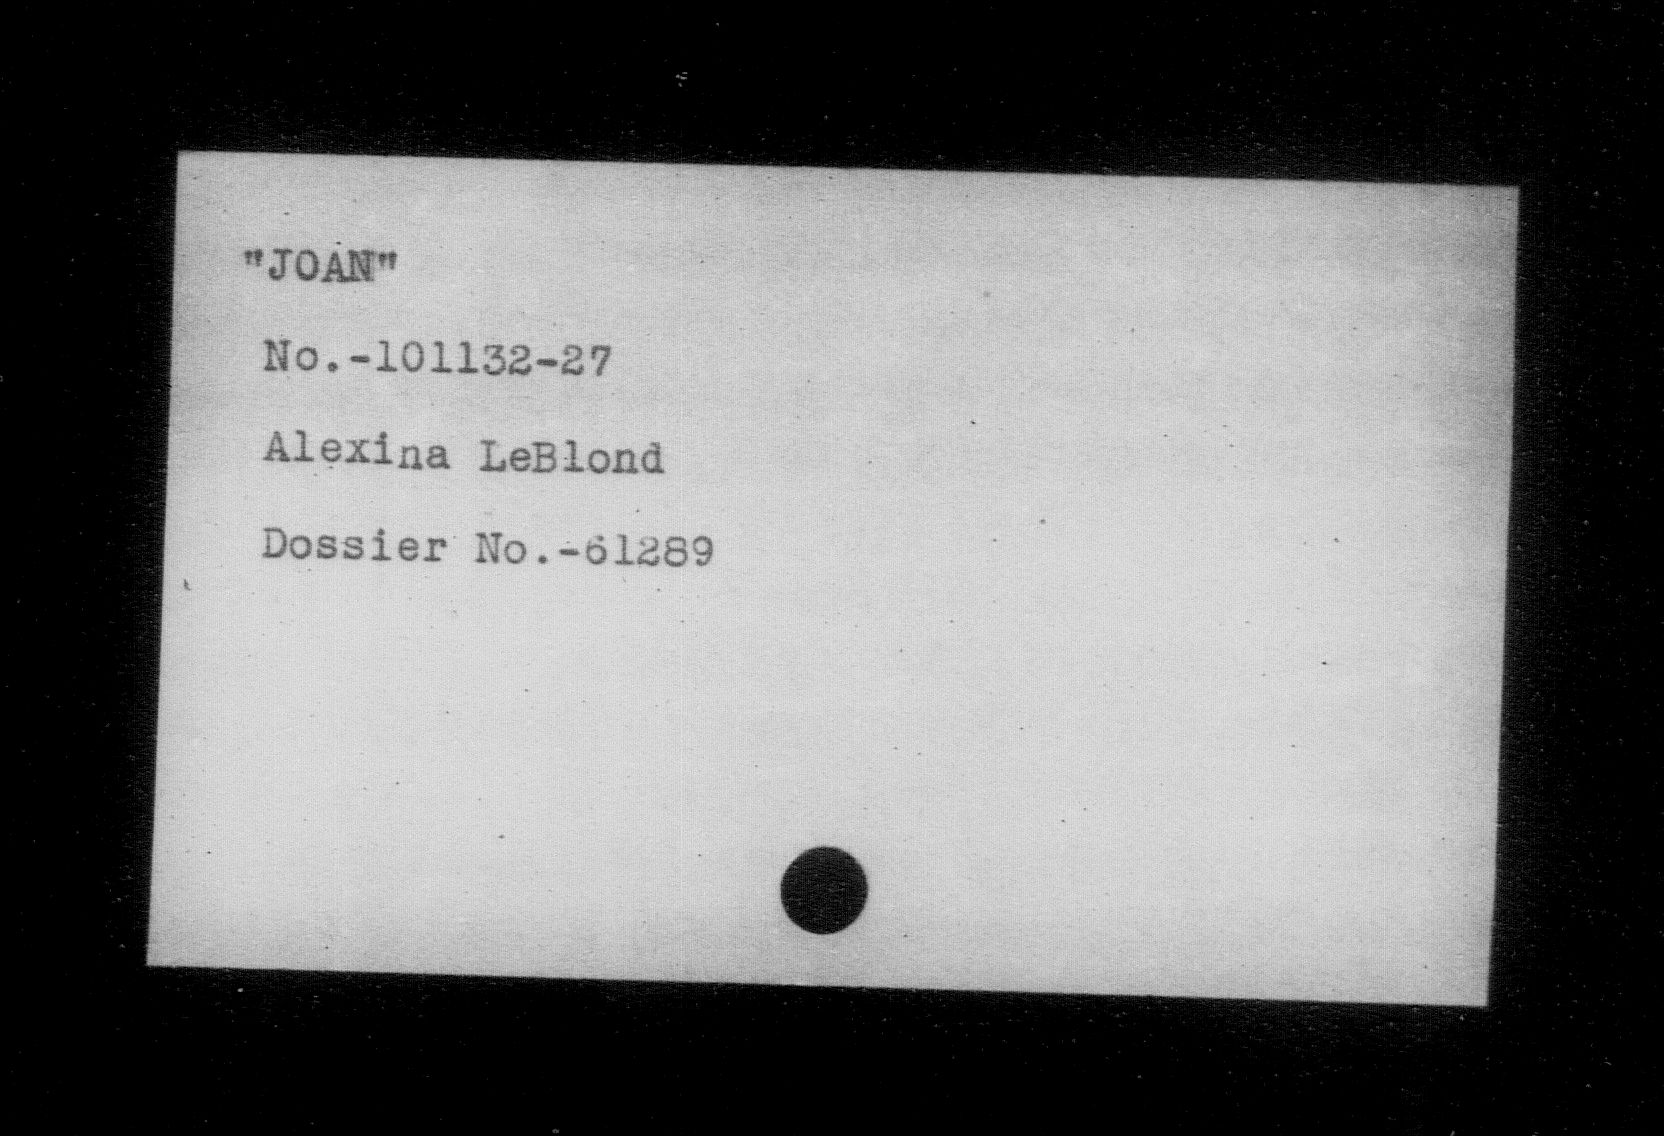 "JOAN"
No.-101132-27
Alexina LeBlond
Dossier No.-61289